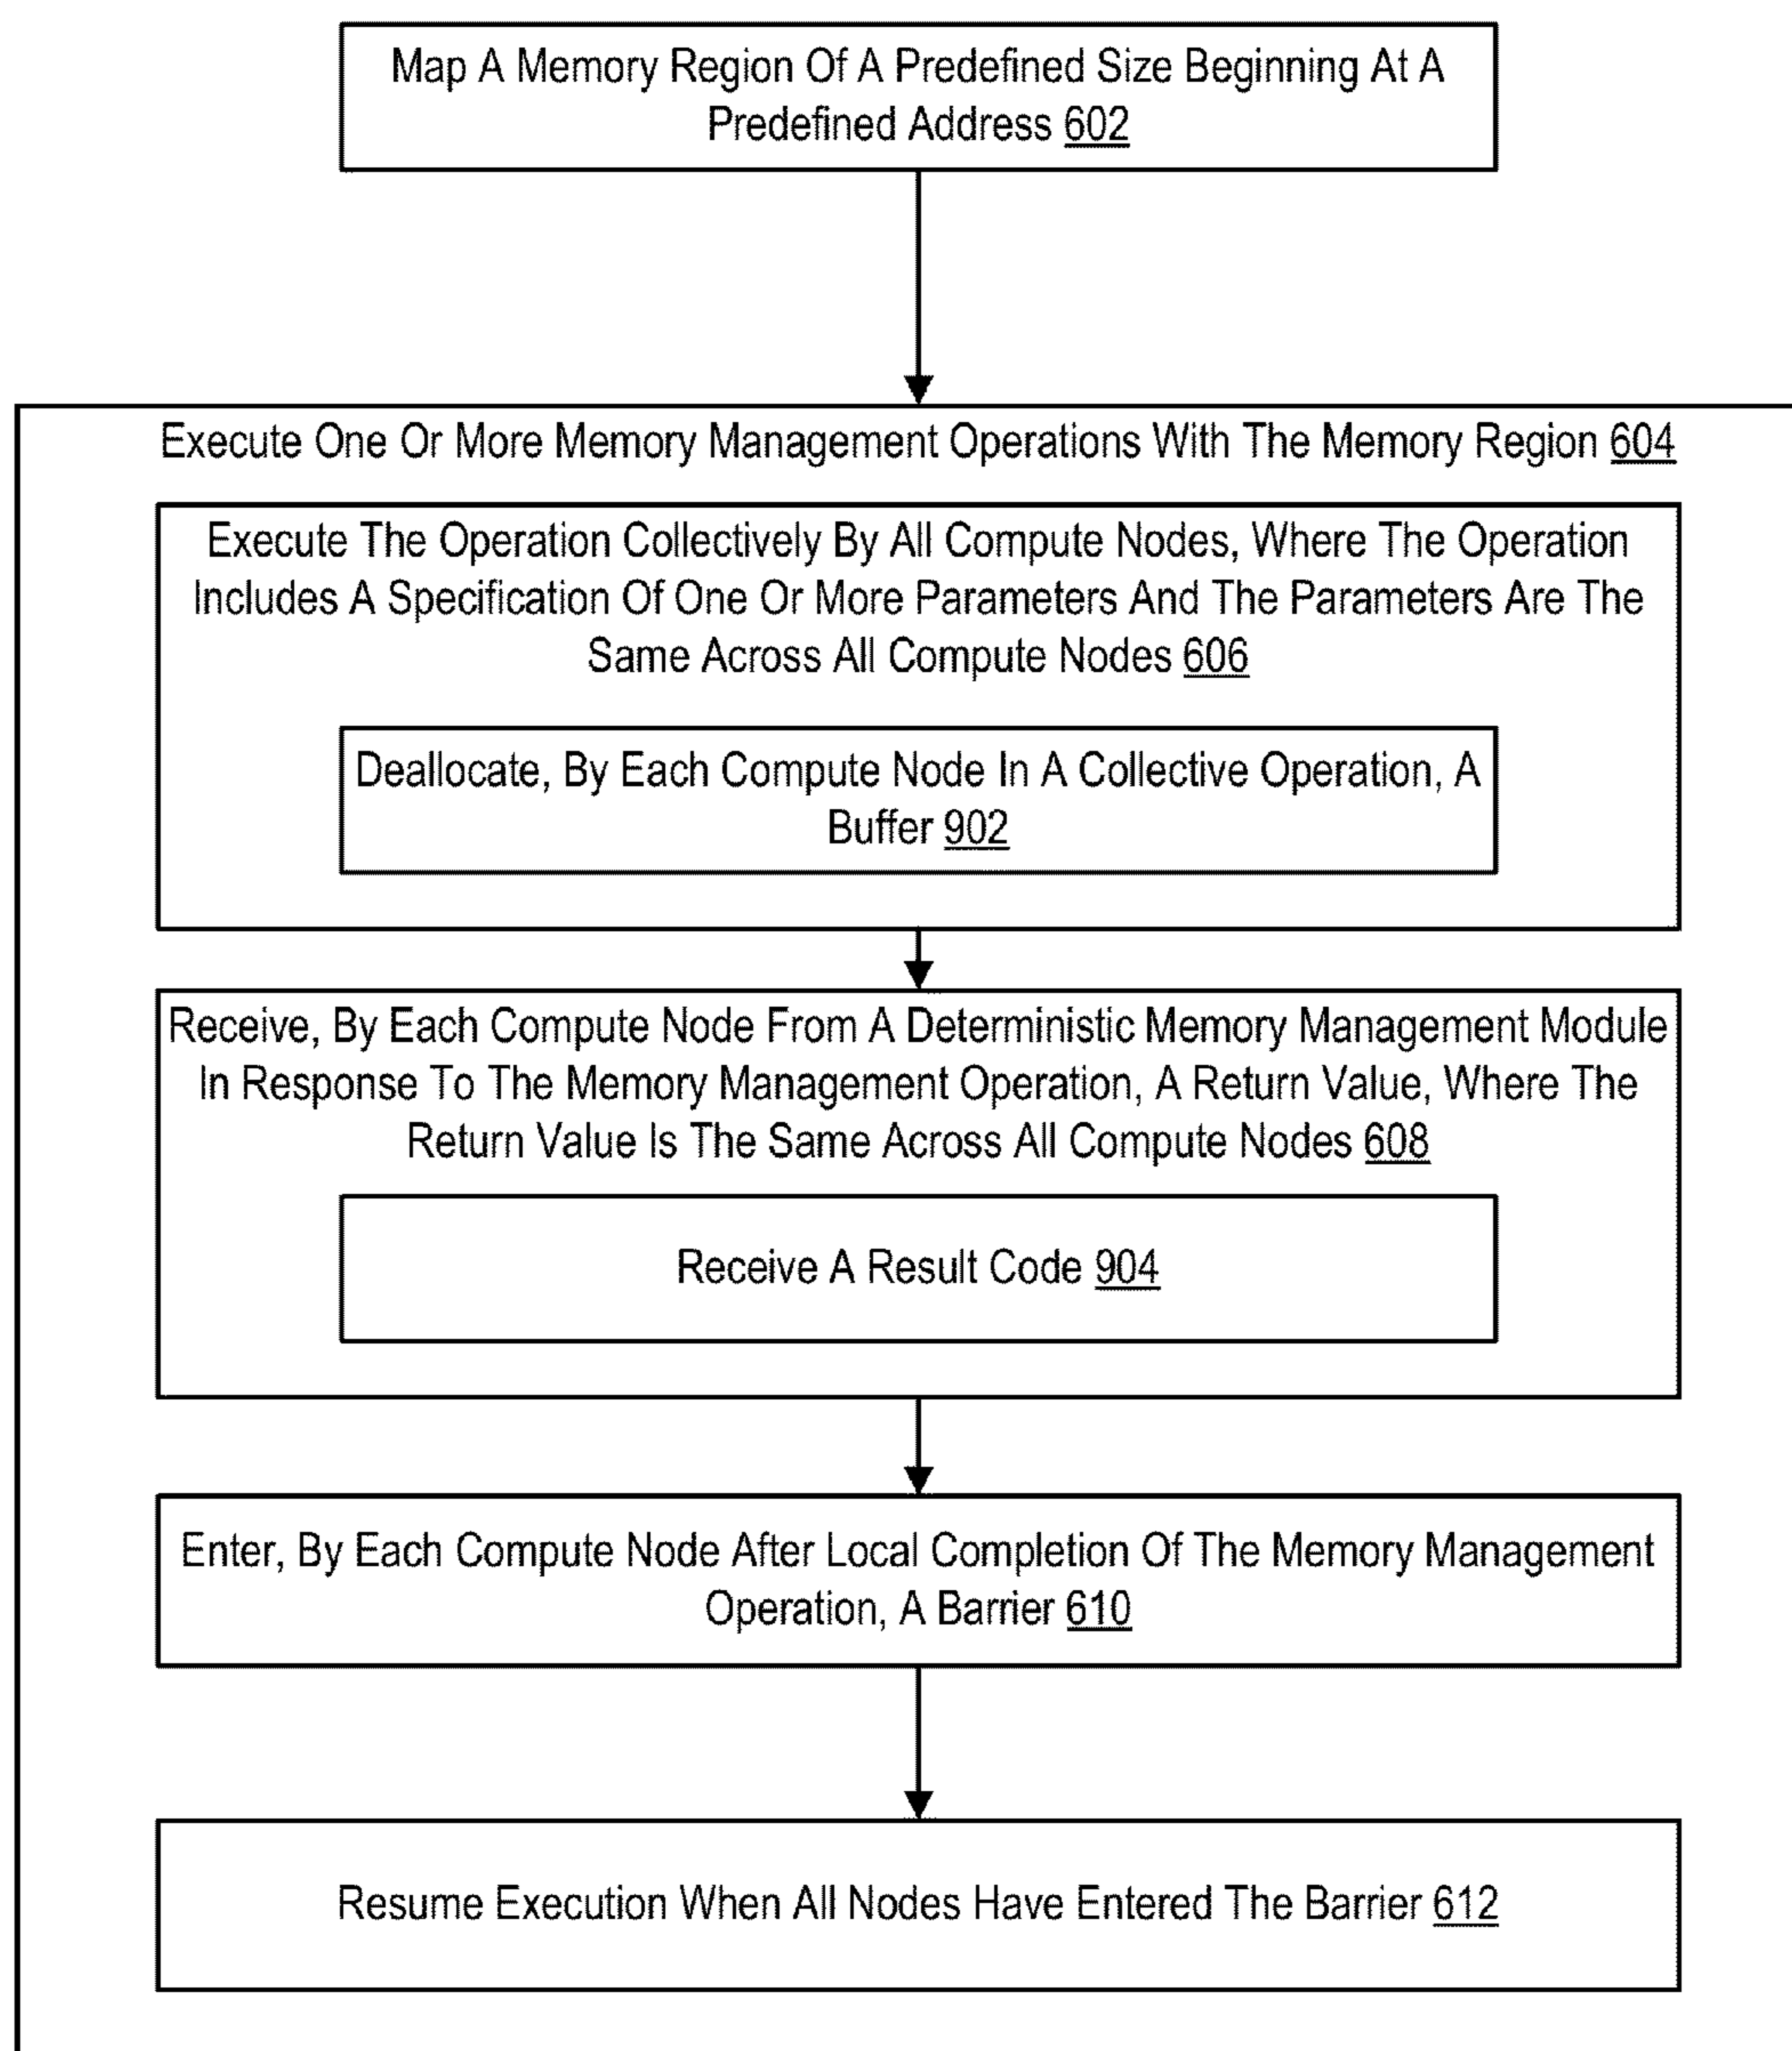 Map A Memory Region Of A Predefined Size Beginning At A
Predefined Address 602
Execute One Or More Memory Management Operations With The Memory Region 604
Execute The Operation Collectively By All Compute Nodes, Where The Operation
Includes A Specification Of One Or More Parameters And The Parameters Are The
Same Across All Compute Nodes 606
Deallocate, By Each Compute Node In A Collective Operation, A
Buffer 902
Receive, By Each Compute Node From A Deterministic Memory Management Module
In Response To The Memory Management Operation, A Return Value, Where The
Return Value Is The Same Across All Compute Nodes 608
Receive A Result Code 904
Enter, By Each Compute Node After Local Completion Of The Memory Management
Operation, A Barrier 610
Resume Execution When All Nodes Have Entered The Barrier 612